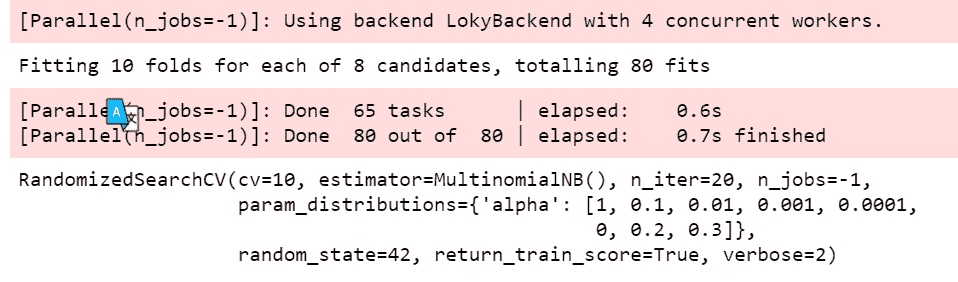 [Parallel(n_jobs=-1)]: Using backend LokyBackend with 4 concurrent workers.
Fitting 10 folds for each of 8 candidates, totalling 80 fits
[Parallel(n_jobs=-1)]: Done  65 tasks      | elapsed:    0.6s
[Parallel(n_jobs=-1)]: Done  80 out of  80 | elapsed:    0.7s finished
RandomizedSearchCV(cv=10, estimator=MultinomialNB(), n_iter=20, n_jobs=-1,
                   param_distributions={'alpha': [1, 0.1, 0.01, 0.001, 0.0001,
                                                  0, 0.2, 0.3]},
                   random_state=42, return_train_score=True, verbose=2)